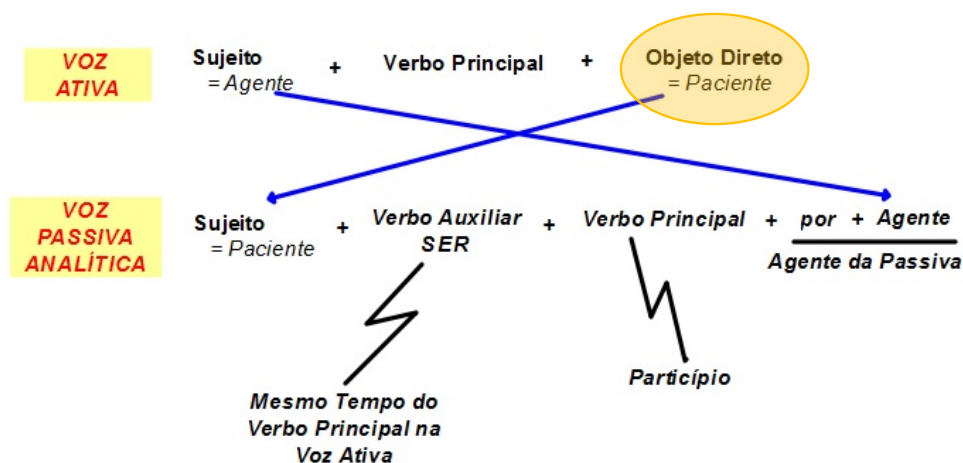 VOZ
ATIVA
Sujeito
= Agente
+
Verbo Principal
+
Objeto Direto
= Paciente
VOZ
PASSIVA
ANALÍTICA
Sujeito
= Paciente
+
Verbo Auxiliar
SER
+
Verbo Principal
+
por + Agente
Agente da Passiva
Mesmo Tempo do
Verbo Principal na
Voz Ativa
Particípio